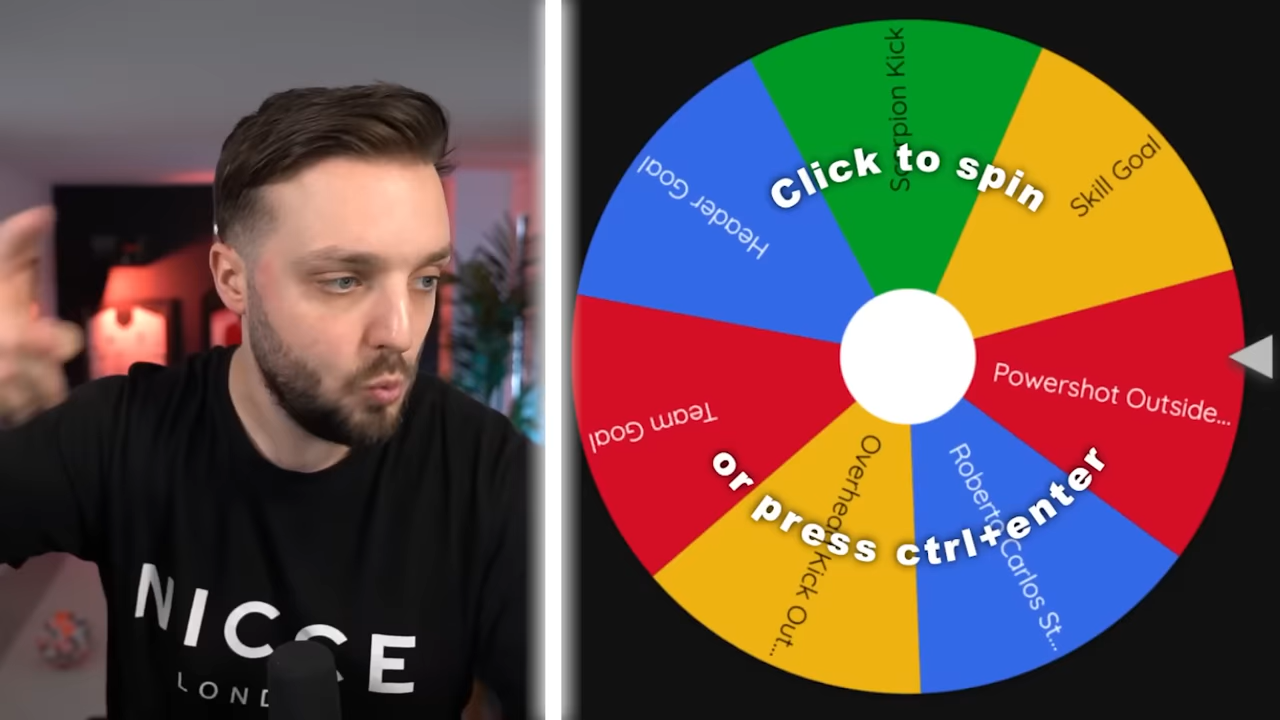 NICCE
LOND
Click to spin
or press ctrl+enter
Scorpion Kick
Skill Goal
Powershot Outside...
Roberto Carlos St...
Overhead Kick Out...
Team Goal
Header Goal